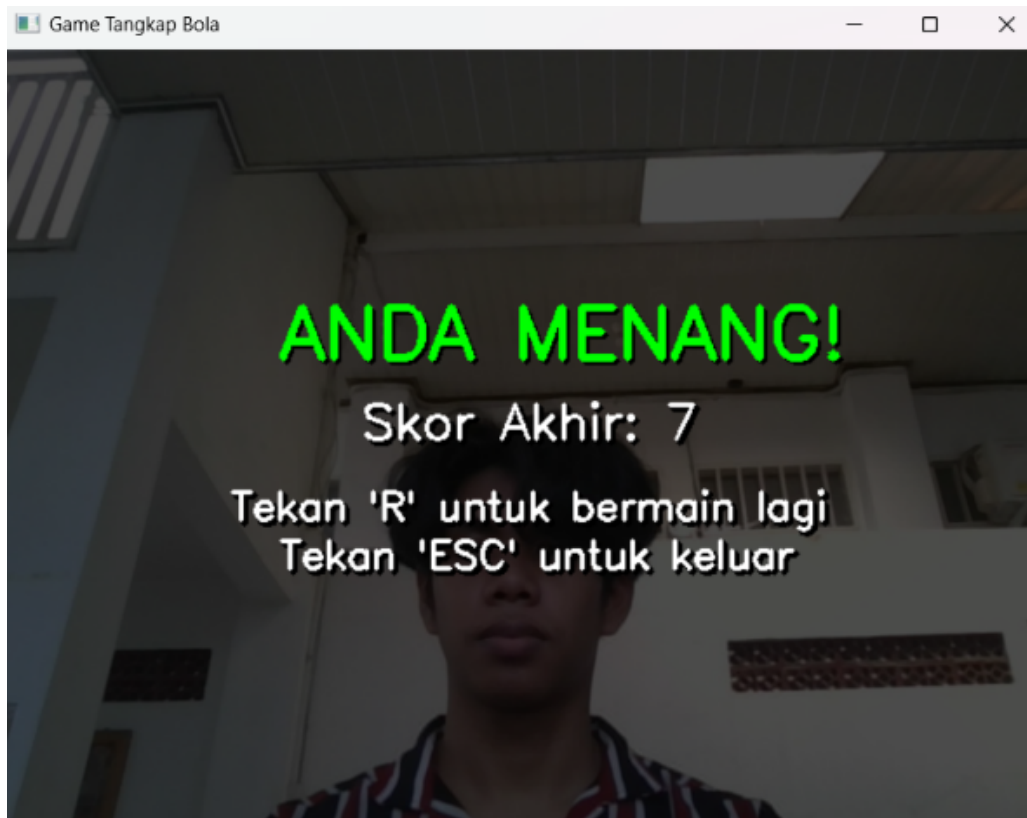 Game Tangkap Bola
ANDA MENANG!
Skor Akhir: 7
Tekan 'R' untuk bermain lagi
Tekan 'ESC' untuk keluar